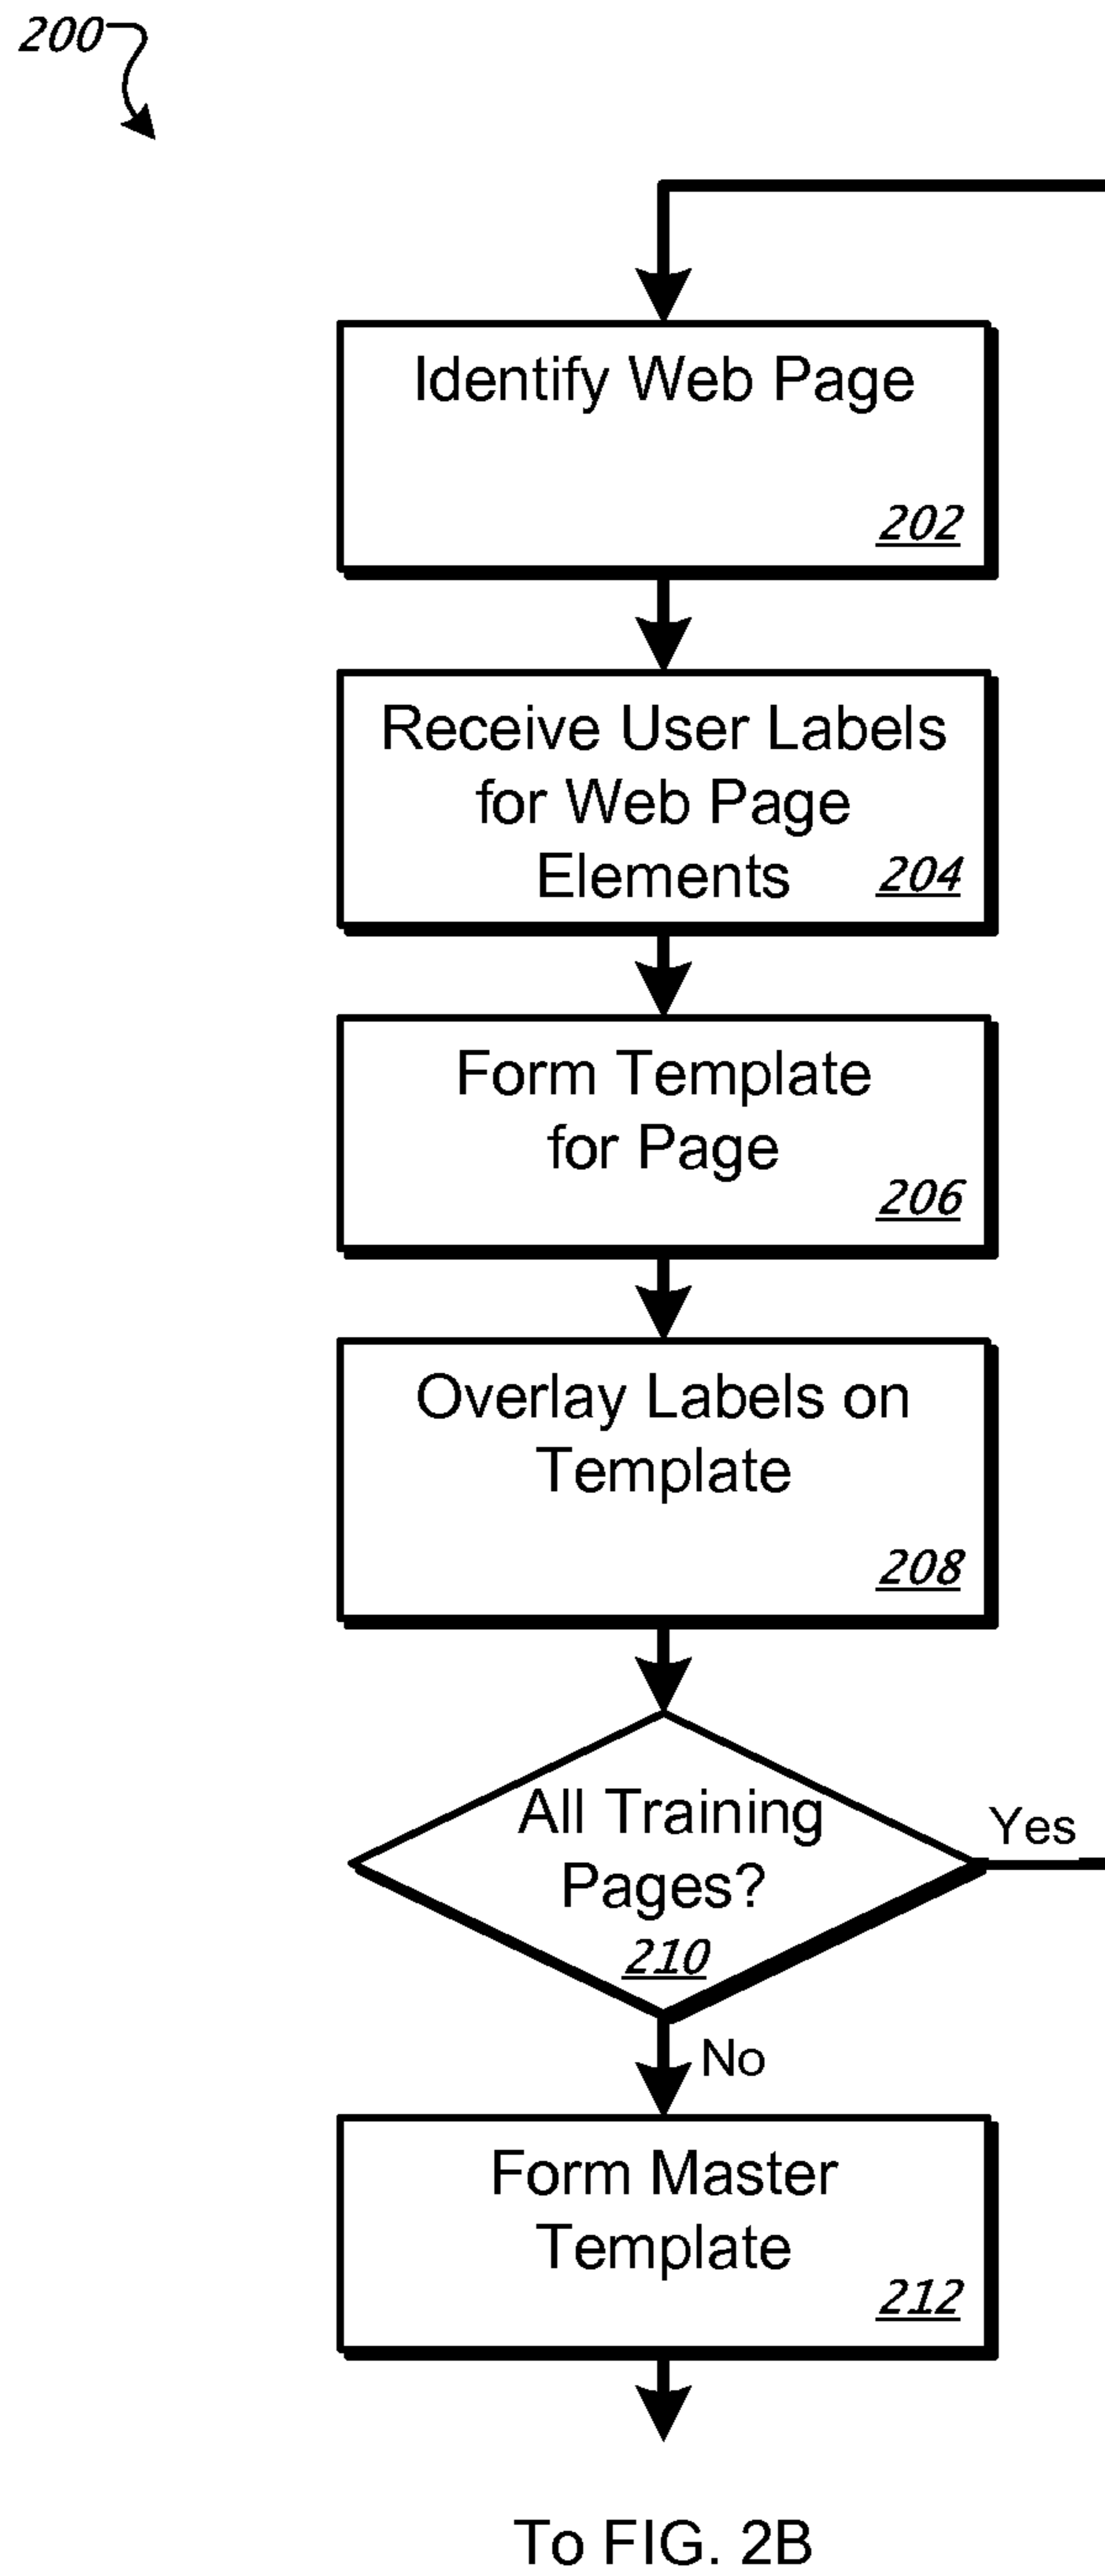 200
Identify Web Page
202
Receive User Labels
for Web Page
Elements
204
Form Template
for Page
206
Overlay Labels on
Template
208
All Training
Pages?
210
Yes
No
Form Master
Template
212
To FIG. 2B